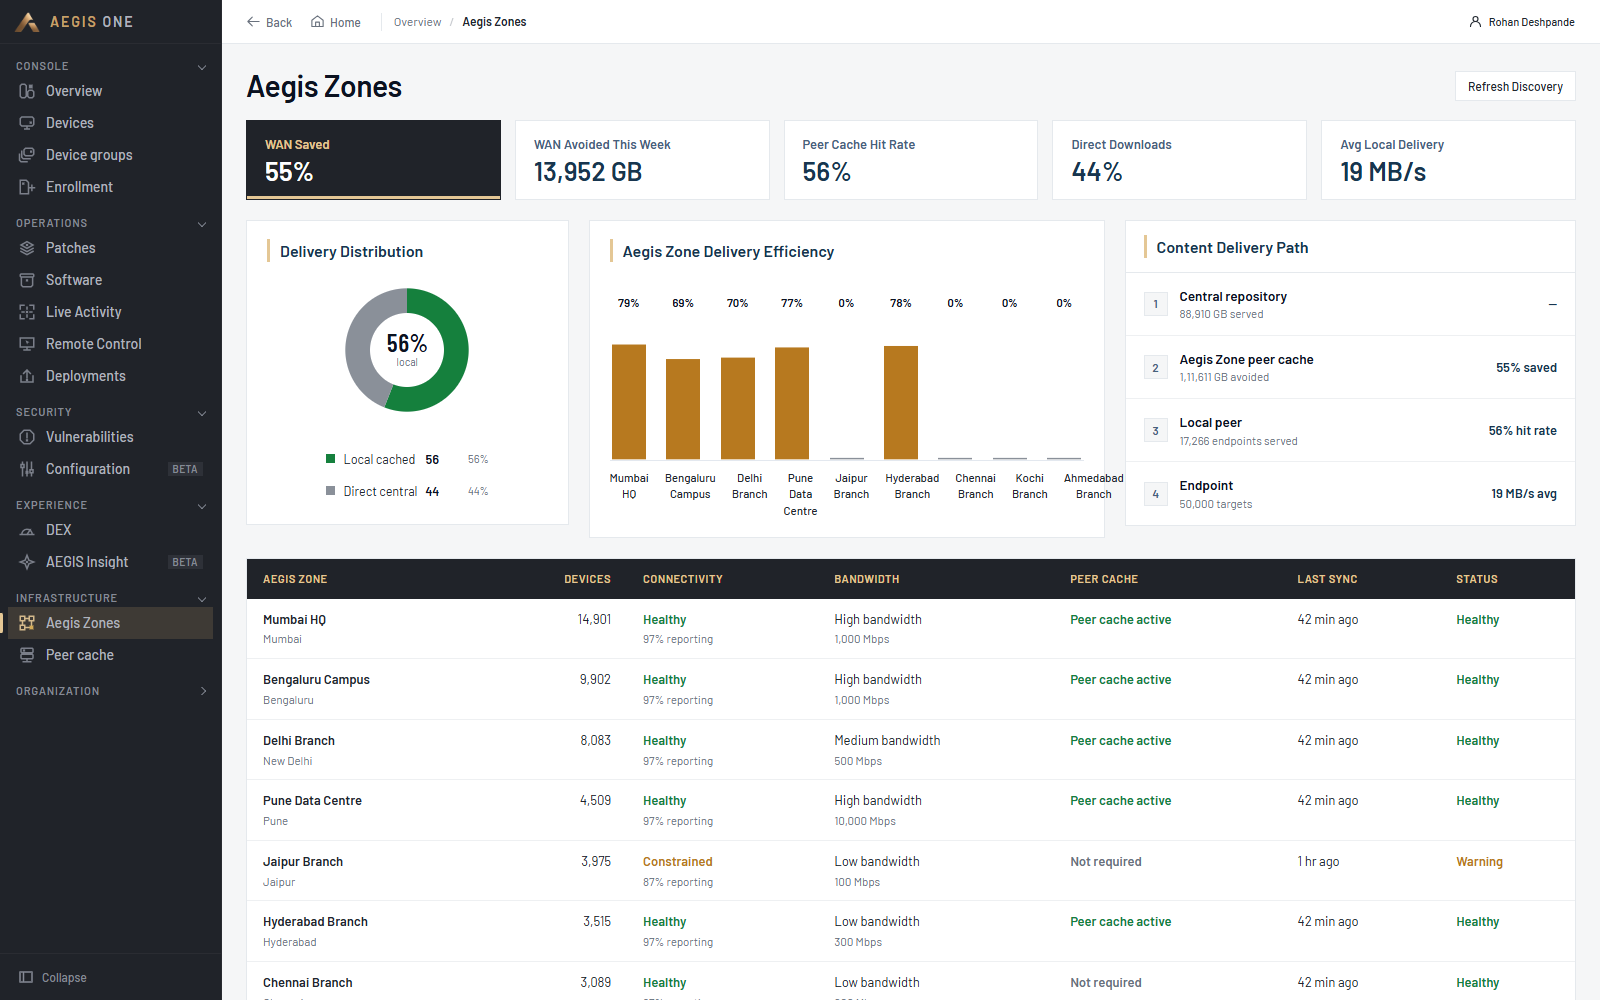 AEGIS ONE
CONSOLE
Overview
Devices
Device groups
Enrollment
OPERATIONS
Patches
Software
Live Activity
Remote Control
Deployments
SECURITY
Vulnerabilities
Configuration BETA
EXPERIENCE
DEX
AEGIS Insight BETA
INFRASTRUCTURE
Aegis Zones
Peer cache
ORGANIZATION
Collapse
Back Home Overview / Aegis Zones
Rohan Deshpande
Aegis Zones
Refresh Discovery
WAN Saved
55%
WAN Avoided This Week
13,952 GB
Peer Cache Hit Rate
56%
Direct Downloads
44%
Avg Local Delivery
19 MB/s
Delivery Distribution
56%
local
Local cached 56 56%
Direct central 44 44%
Aegis Zone Delivery Efficiency
79% 69% 70% 77% 0% 78% 0% 0% 0%
Mumbai HQ
Bengaluru Campus
Delhi Branch
Pune Data Centre
Jaipur Branch
Hyderabad Branch
Chennai Branch
Kochi Branch
Ahmedabad Branch
Content Delivery Path
1 Central repository –
88,910 GB served
2 Aegis Zone peer cache 55% saved
1,11,611 GB avoided
3 Local peer 56% hit rate
17,266 endpoints served
4 Endpoint 19 MB/s avg
50,000 targets
AEGIS ZONE DEVICES CONNECTIVITY BANDWIDTH PEER CACHE LAST SYNC STATUS
Mumbai HQ 14,901 Healthy High bandwidth Peer cache active 42 min ago Healthy
Mumbai 97% reporting 1,000 Mbps
Bengaluru Campus 9,902 Healthy High bandwidth Peer cache active 42 min ago Healthy
Bengaluru 97% reporting 1,000 Mbps
Delhi Branch 8,083 Healthy Medium bandwidth Peer cache active 42 min ago Healthy
New Delhi 97% reporting 500 Mbps
Pune Data Centre 4,509 Healthy High bandwidth Peer cache active 42 min ago Healthy
Pune 97% reporting 10,000 Mbps
Jaipur Branch 3,975 Constrained Low bandwidth Not required 1 hr ago Warning
Jaipur 87% reporting 100 Mbps
Hyderabad Branch 3,515 Healthy Low bandwidth Peer cache active 42 min ago Healthy
Hyderabad 97% reporting 300 Mbps
Chennai Branch 3,089 Healthy Low bandwidth Not required 42 min ago Healthy